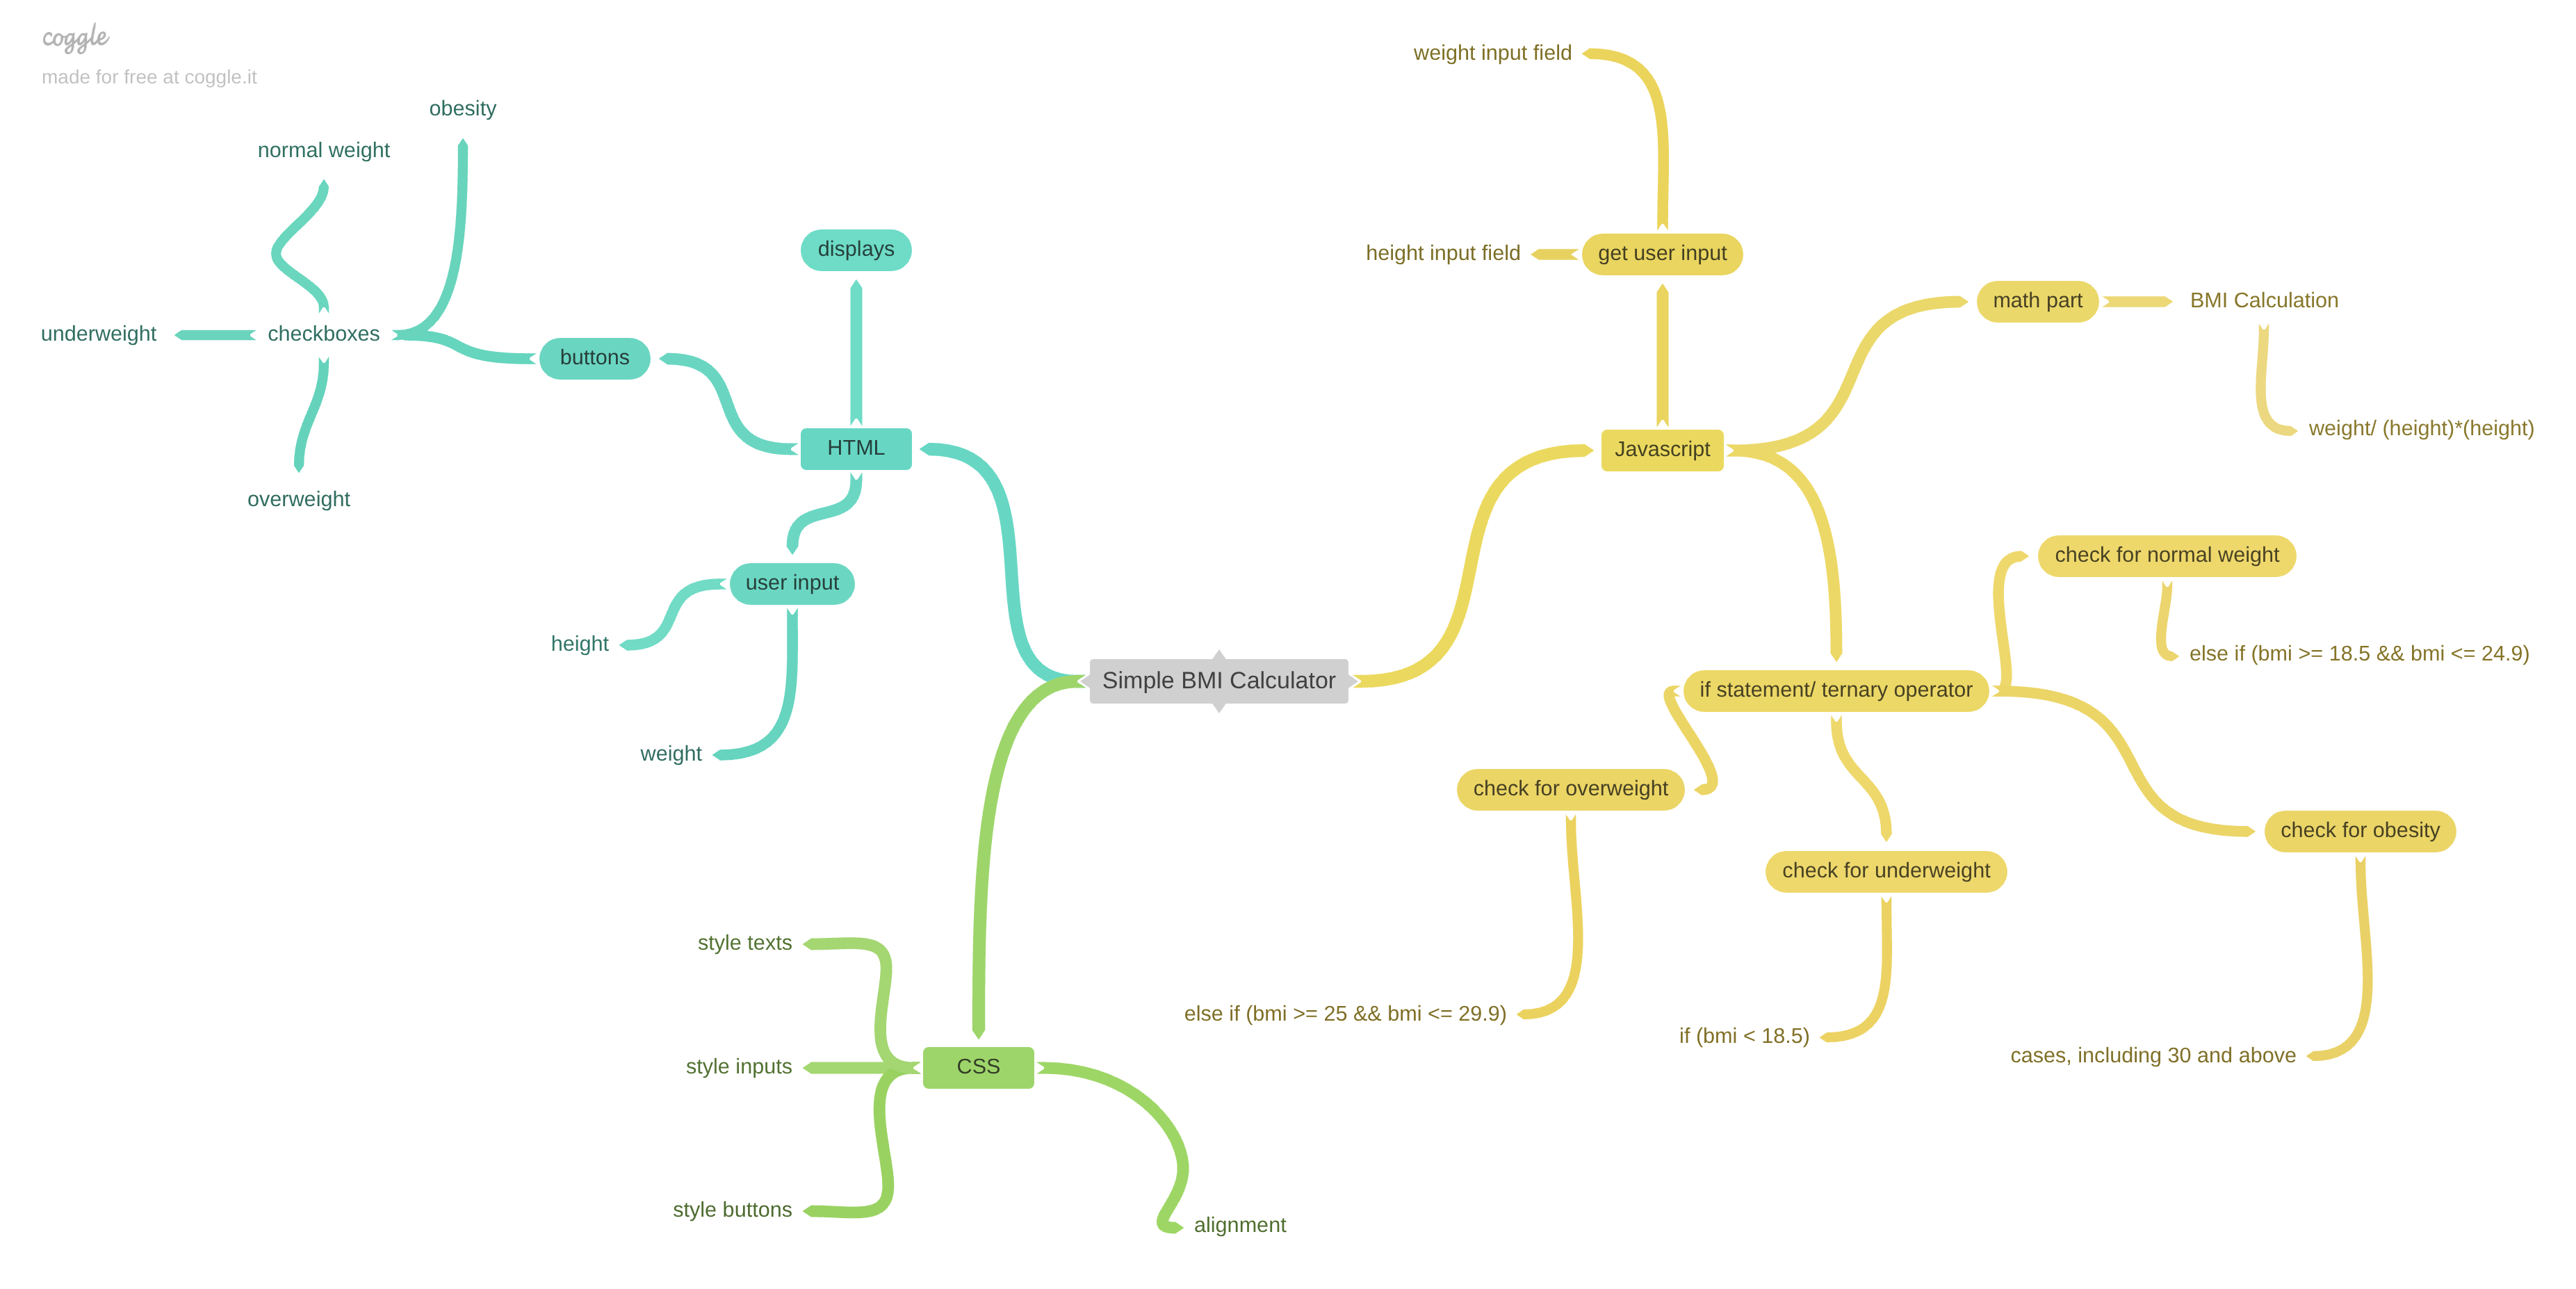 coggle
made for free at coggle.it
weight input field
obesity
normal weight
displays
get user input
height input field
math part
BMI Calculation
underweight
checkboxes
buttons
weight/ (height)*(height)
HTML
Javascript
overweight
check for normal weight
user input
height
else if (bmi >= 18.5 && bmi <= 24.9)
Simple BMI Calculator
if statement/ ternary operator
weight
check for overweight
check for obesity
check for underweight
style texts
else if (bmi >= 25 && bmi <= 29.9)
if (bmi < 18.5)
cases, including 30 and above
style inputs
CSS
style buttons
alignment